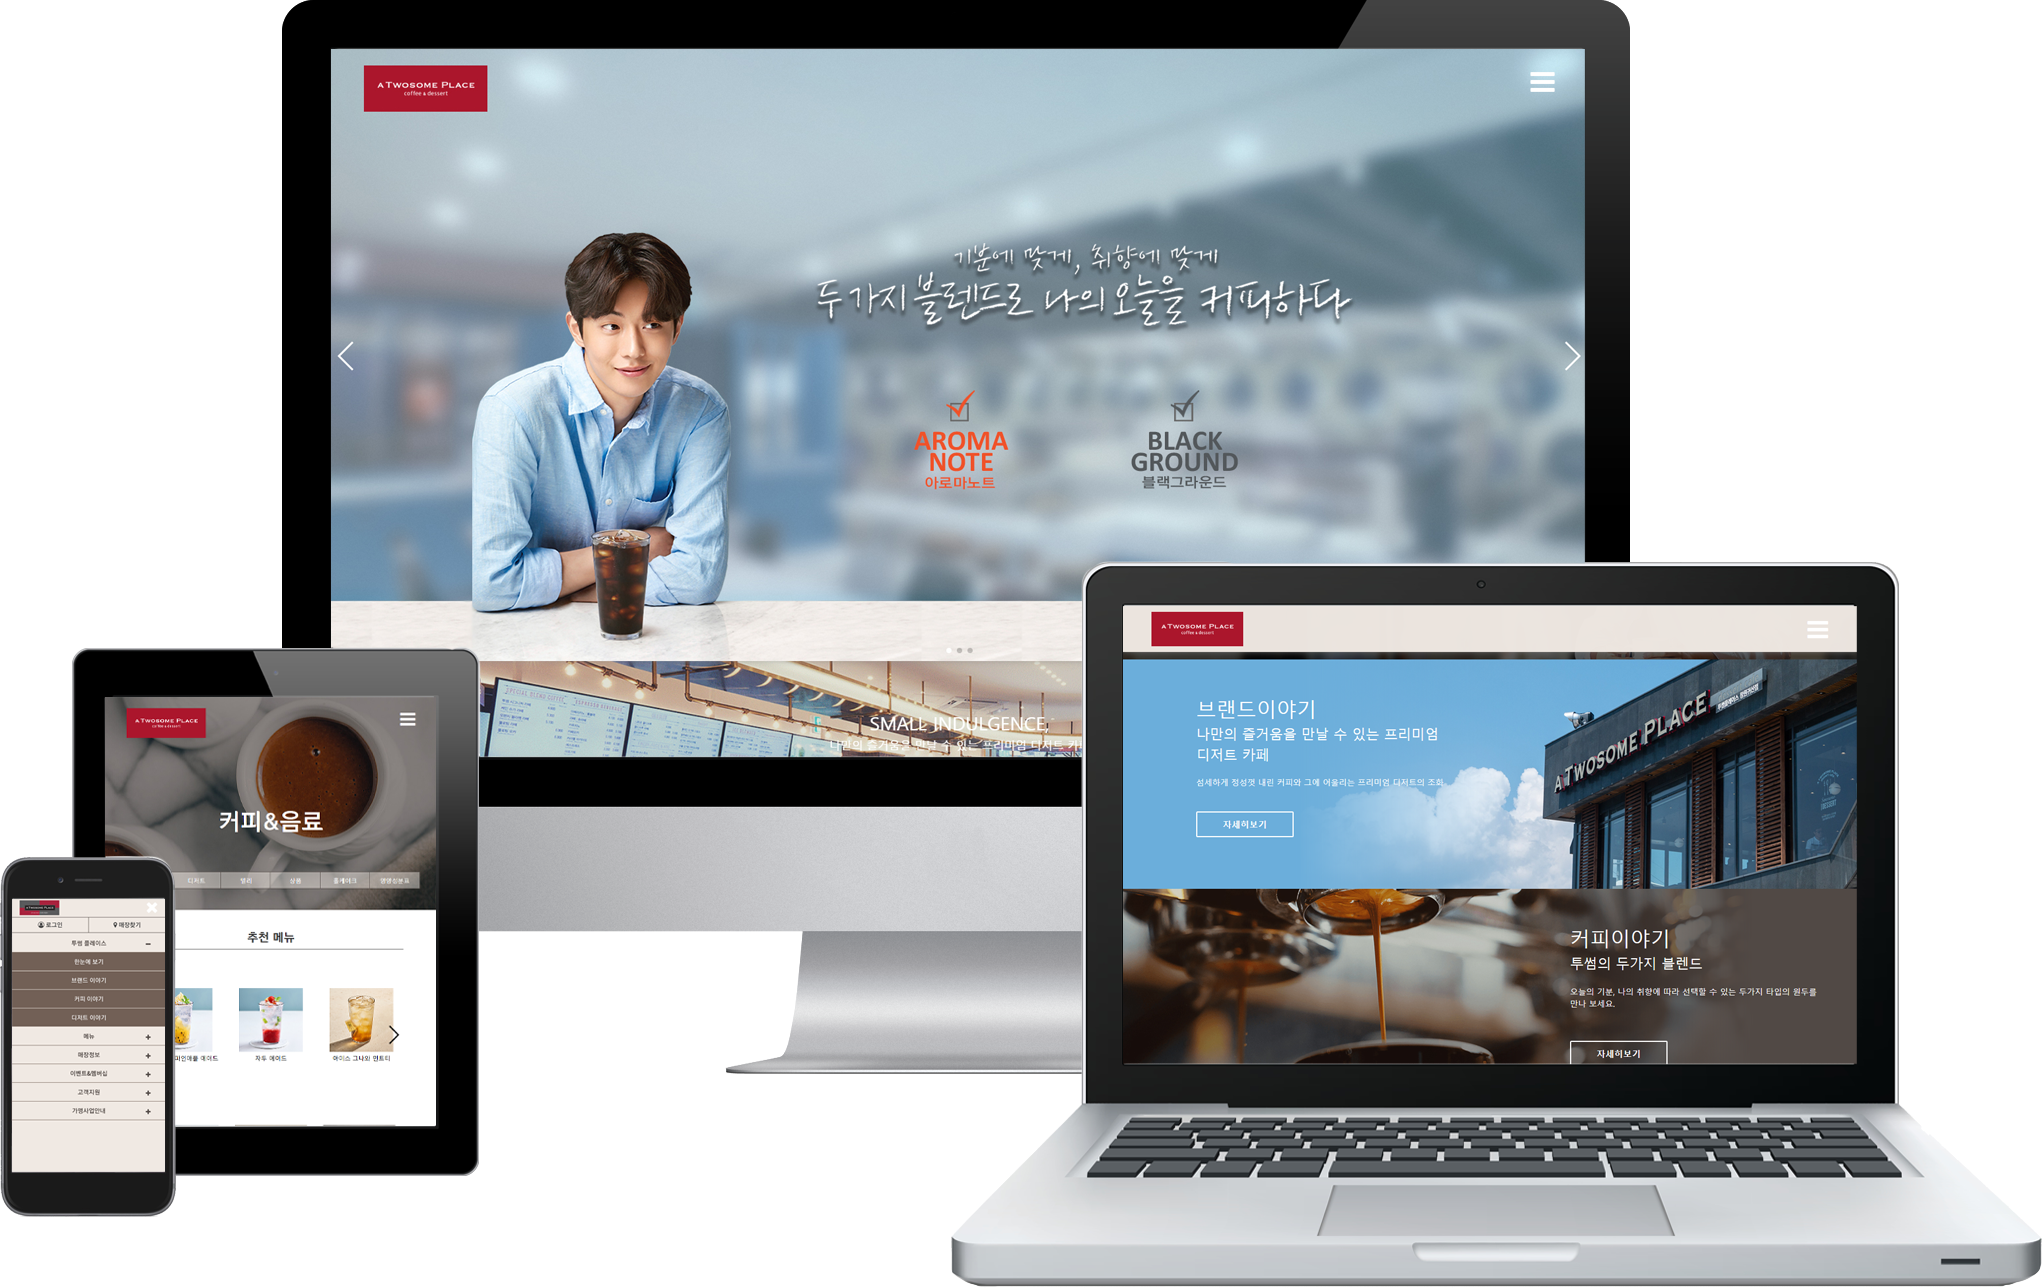 A TWOSOME PLACE
coffee & dessert
기분에 맞게, 취향에 맞게
두 가지 블렌드로 나의 오늘을 커피하다
AROMA
NOTE
아로마노트
BLACK
GROUND
블랙그라운드
SMALL INDULGENCE,
나만의 즐거움을 만날 수 있는 프리미엄 디저트
A TWOSOME PLACE
coffee & dessert
브랜드이야기
나만의 즐거움을 만날 수 있는 프리미엄
디저트 카페
섬세하게 정성껏 내린 커피와 그에 어울리는 프리미엄 디저트의 조화
자세히보기
A TWOSOME PLACE
커피이야기
투썸의 두가지 블렌드
오늘의 기분, 나의 취향에 따라 선택할 수 있는 두가지 타입의 원두를
만나 보세요.
자세히보기
A TWOSOME PLACE
coffee & dessert
커피&음료
디저트 델리 상품 홀케이크 영양성분표
추천 메뉴
파인애플 에이드 자두 에이드
A TWOSOME PLACE
로그인 매장찾기
투썸 플레이스
한눈에 보기
브랜드 이야기
커피 이야기
디저트 이야기
메뉴
매장정보
이벤트&멤버십
고객지원
가맹사업안내